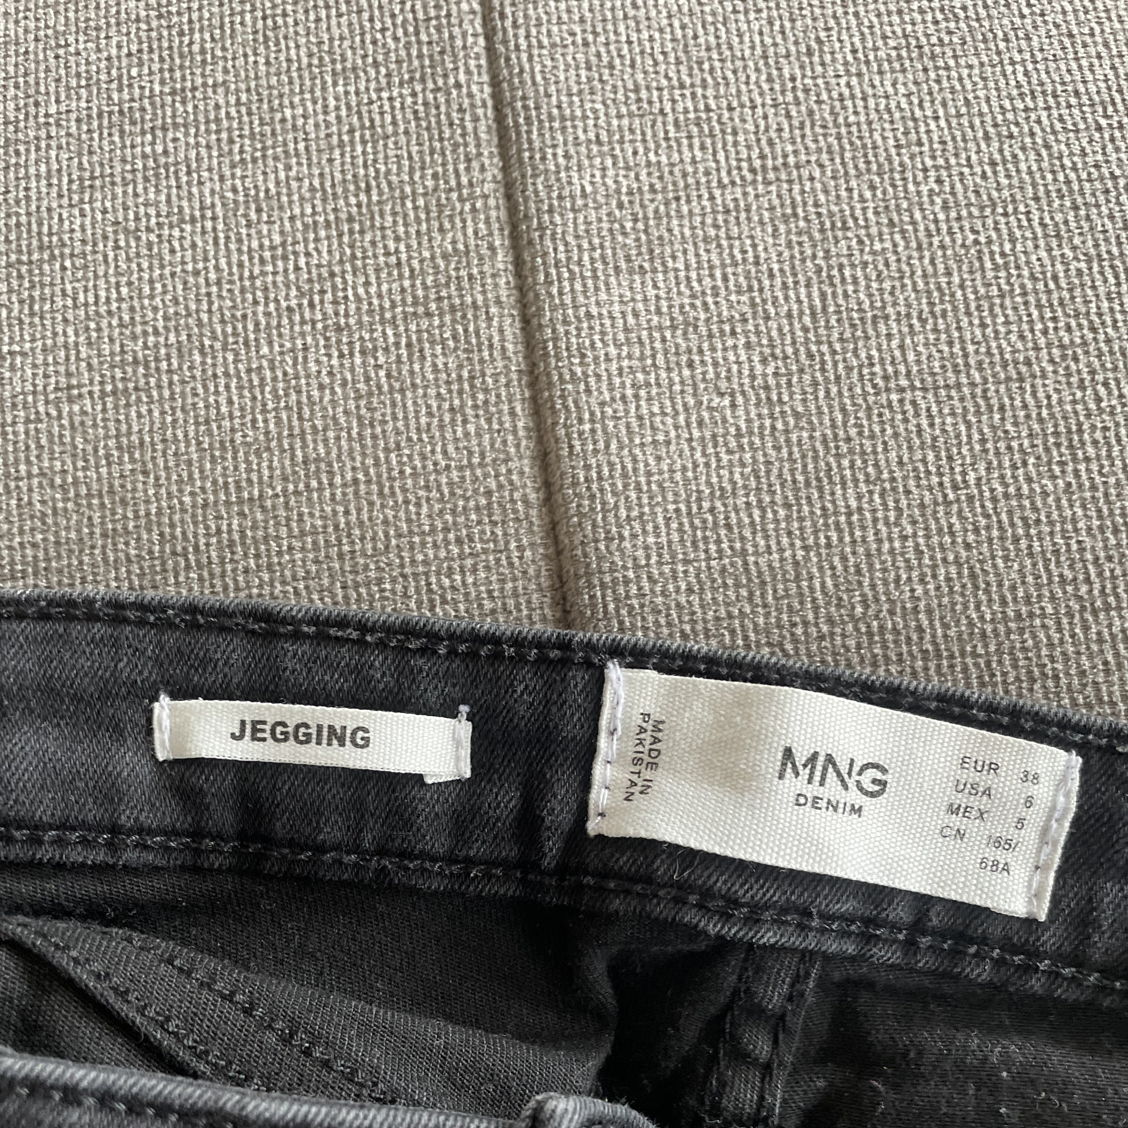 JEGGING
MADE IN
PAKISTAN
MNG
DENIM
EUR 38
USA 6
MEX 5
CN 165/
68A